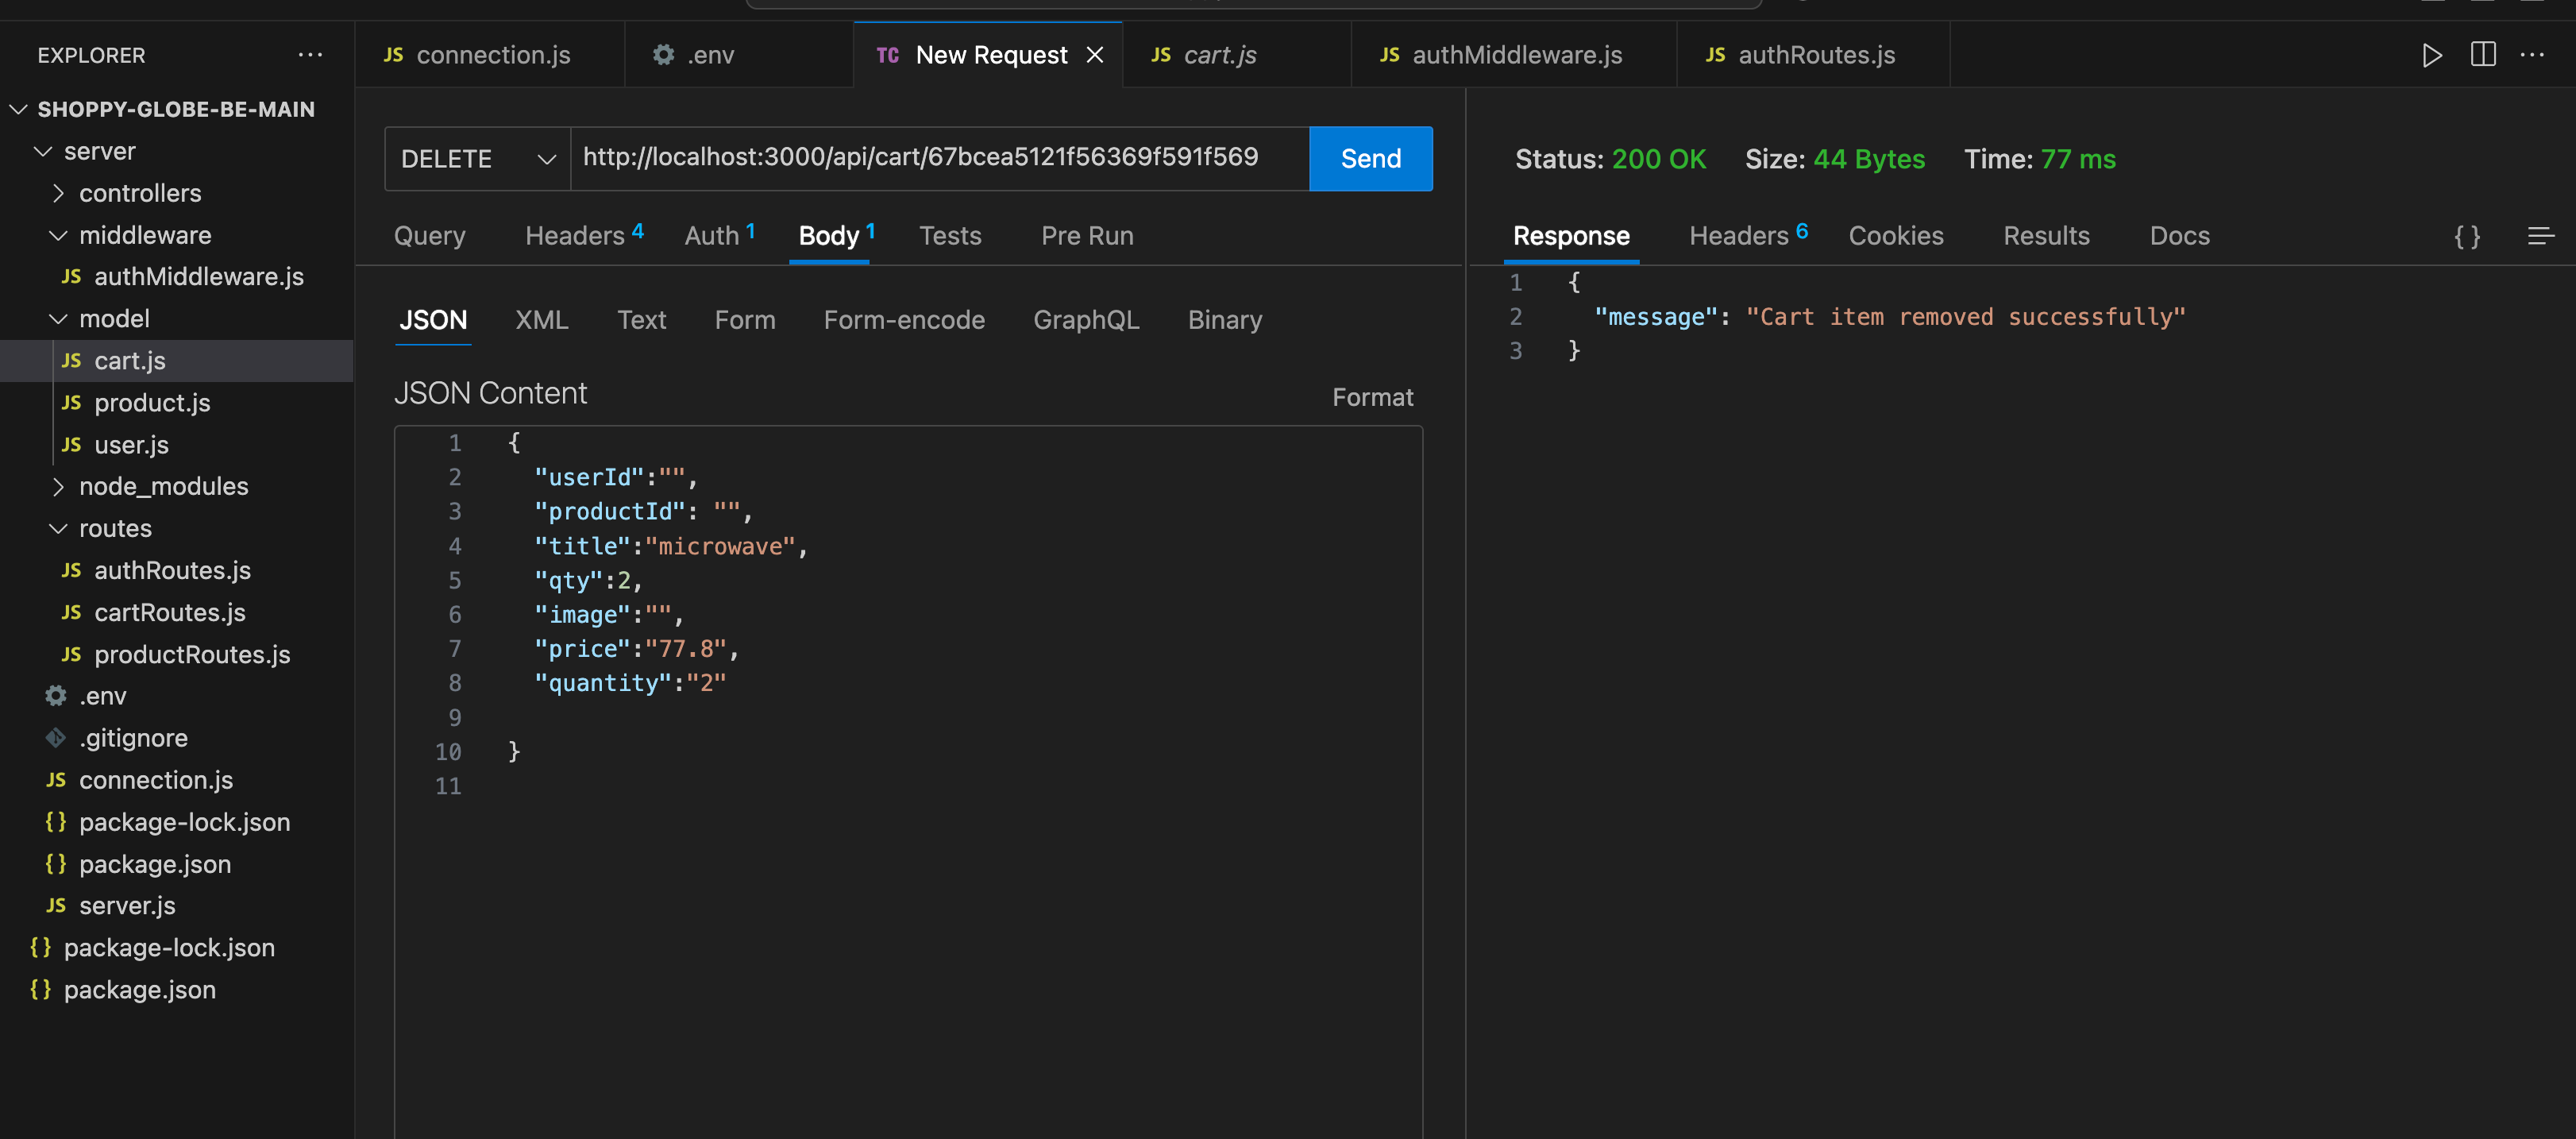 EXPLORER
SHOPPY-GLOBE-BE-MAIN
server
controllers
middleware
JS authMiddleware.js
model
JS cart.js
JS product.js
JS user.js
node_modules
routes
JS authRoutes.js
JS cartRoutes.js
JS productRoutes.js
.env
.gitignore
JS connection.js
{} package-lock.json
{} package.json
JS server.js
{} package-lock.json
{} package.json
JS connection.js
.env
TC New Request
JS cart.js
JS authMiddleware.js
JS authRoutes.js
DELETE http://localhost:3000/api/cart/67bcea5121f56369f591f569 Send
Query Headers 4 Auth 1 Body 1 Tests Pre Run
JSON XML Text Form Form-encode GraphQL Binary
JSON Content
Format
1 {
2 "userId":"",
3 "productId": "",
4 "title":"microwave",
5 "qty":2,
6 "image":"",
7 "price":"77.8",
8 "quantity":"2"
9
10 }
11
Status: 200 OK Size: 44 Bytes Time: 77 ms
Response Headers 6 Cookies Results Docs {}
1 {
2 "message": "Cart item removed successfully"
3 }